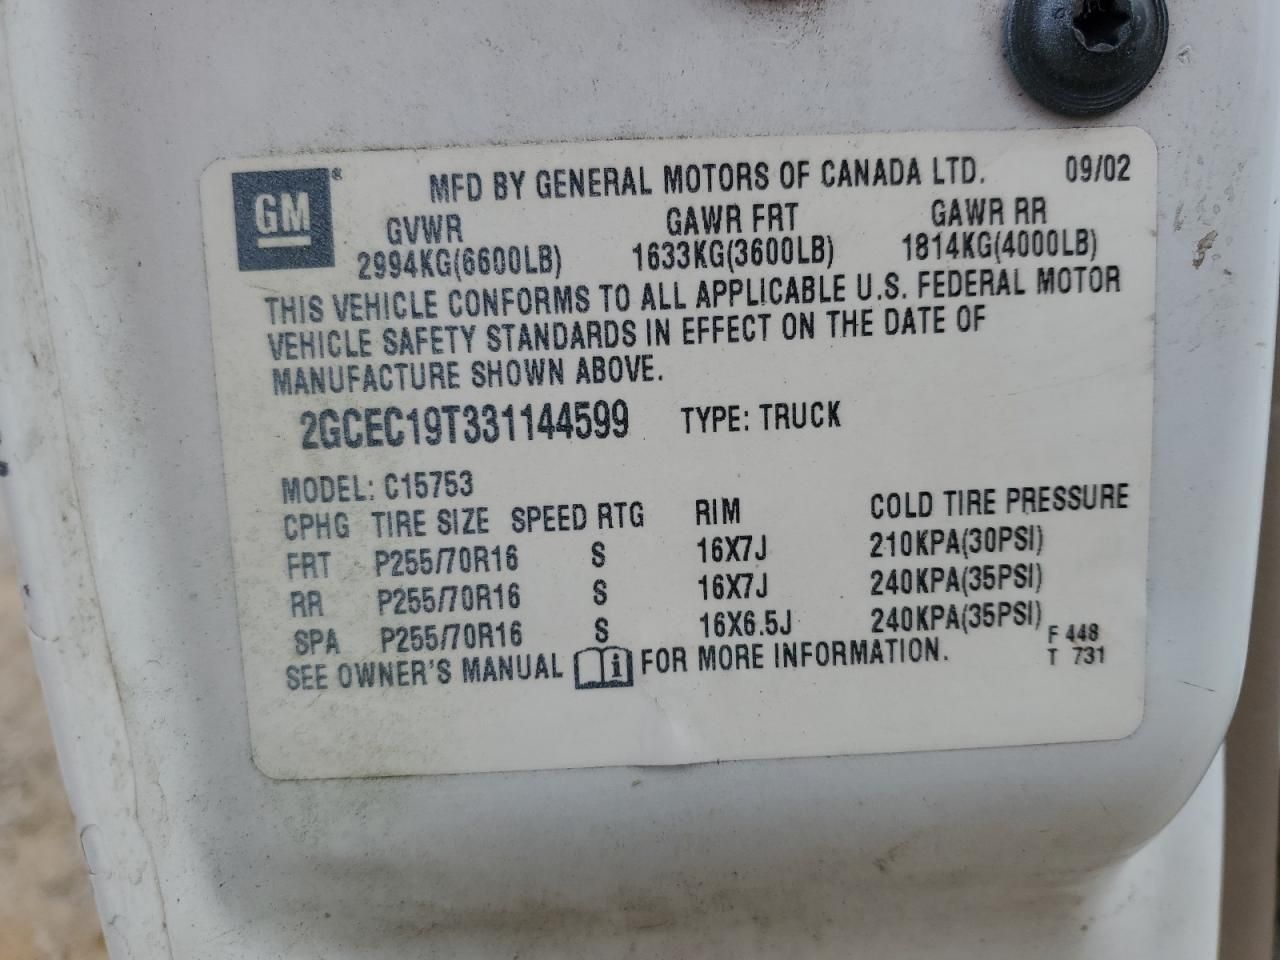 GM® MFD BY GENERAL MOTORS OF CANADA LTD. 09/02
GVWR GAWR FRT GAWR RR
2994KG(6600LB) 1633KG(3600LB) 1814KG(4000LB)
THIS VEHICLE CONFORMS TO ALL APPLICABLE U.S. FEDERAL MOTOR
VEHICLE SAFETY STANDARDS IN EFFECT ON THE DATE OF
MANUFACTURE SHOWN ABOVE.
2GCEC19T331144599 TYPE: TRUCK
MODEL: C15753
CPHG TIRE SIZE SPEED RTG RIM COLD TIRE PRESSURE
FRT P255/70R16 S 16X7J 210KPA(30PSI)
RR P255/70R16 S 16X7J 240KPA(35PSI)
SPA P255/70R16 S 16X6.5J 240KPA(35PSI)
F 448
SEE OWNER'S MANUAL i FOR MORE INFORMATION. T 731